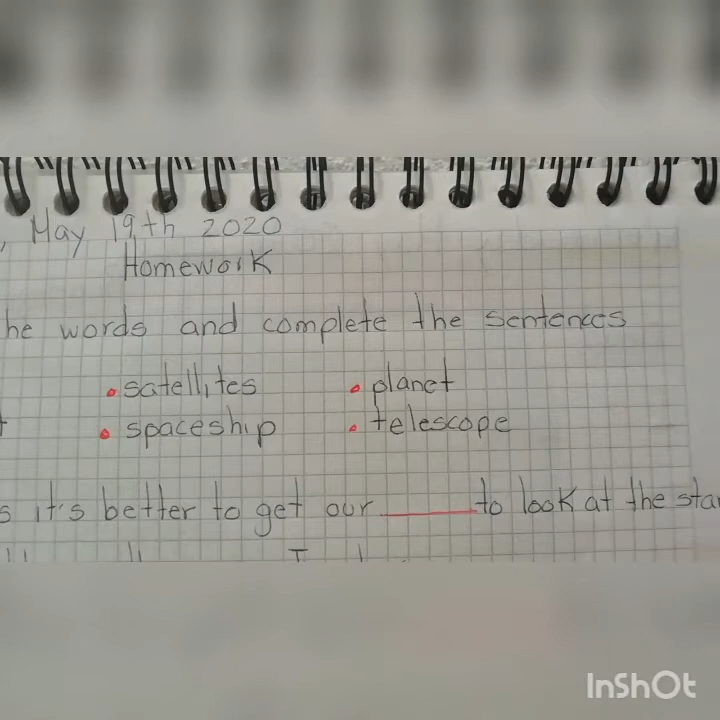 , May 19th 2020
Homework
he words and complete the sentences
• satellites • planet
• spaceship • telescope
s it's better to get our ______ to look at the star
InShOt